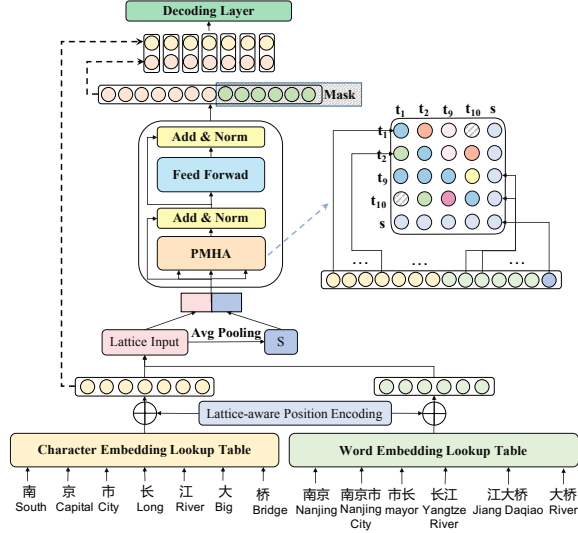 Decoding Layer
Mask
Add & Norm
Feed Forwad
Add & Norm
PMHA
t1 t2 t9 t10 s
t1
t2
t9
t10
s
... ...
Avg Pooling
Lattice Input
S
Lattice-aware Position Encoding
Character Embedding Lookup Table
Word Embedding Lookup Table
南 京 市 长 江 大 桥
South Capital City Long River Big Bridge
南京 南京市 市长 长江 江大桥 大桥
Nanjing Nanjing City mayor Yangtze River Jiang Daqiao River